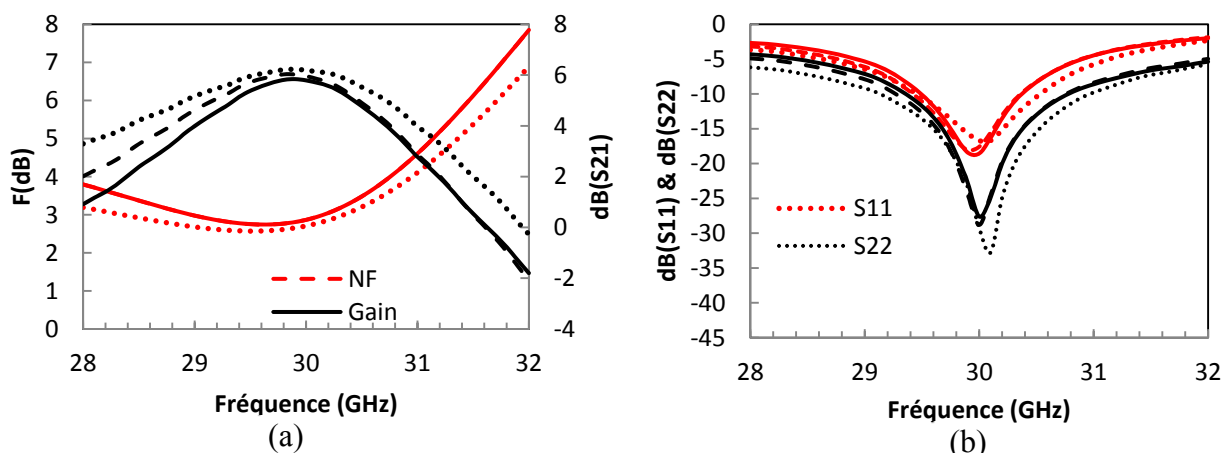 8
7
6
5
4
3
2
1
0
F(dB)
8
6
4
2
0
-2
-4
dB(S21)
NF
Gain
28 29 30 31 32
Fréquence (GHz)
(a)
0
-5
-10
-15
-20
-25
-30
-35
-40
-45
dB(S11) & dB(S22)
S11
S22
28 29 30 31 32
Fréquence (GHz)
(b)